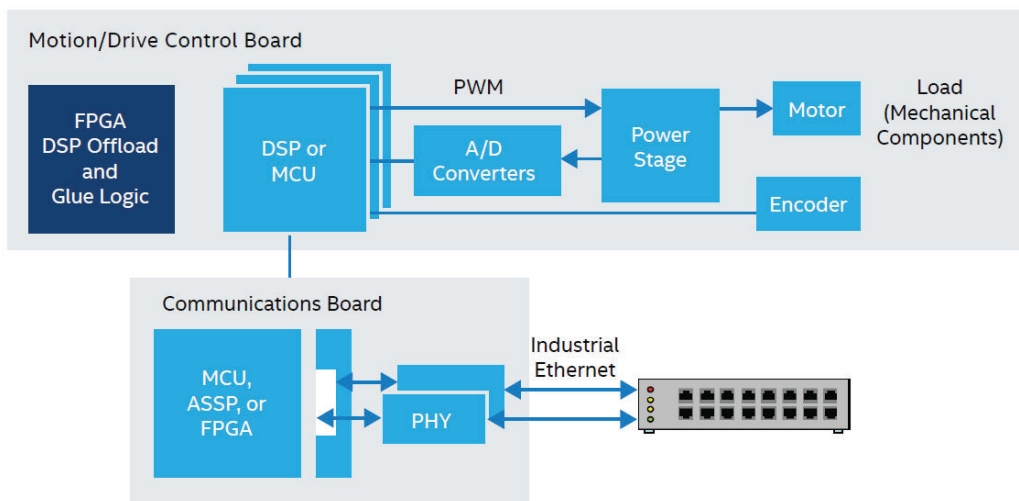 Motion/Drive Control Board
FPGA
DSP Offload
and
Glue Logic
DSP or
MCU
PWM
A/D
Converters
Power
Stage
Motor
Load
(Mechanical
Components)
Encoder
Communications Board
MCU,
ASSP, or
FPGA
PHY
Industrial
Ethernet